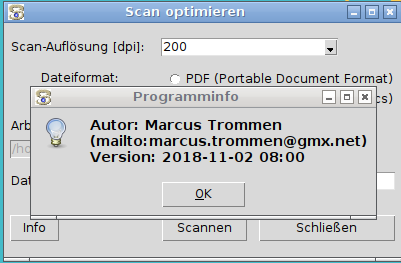 Scan optimieren
Scan-Auflösung [dpi]: 200
Dateiformat: PDF (Portable Document Format)
Programminfo
cs)
Autor: Marcus Trommen
(mailto:marcus.trommen@gmx.net)
Version: 2018-11-02 08:00
Arb
/ho
Dat
OK
Info Scannen Schließen